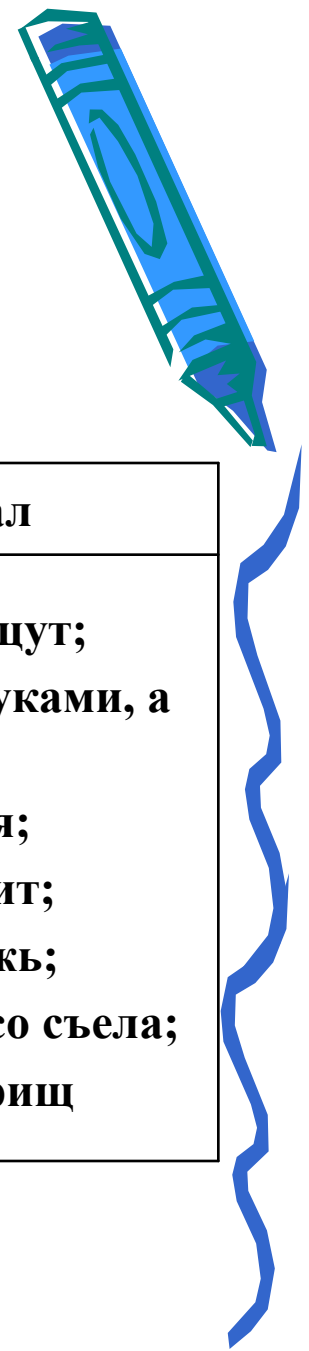 ал
щут;
уками, а
я;
ит;
жь;
со съела;
рищ